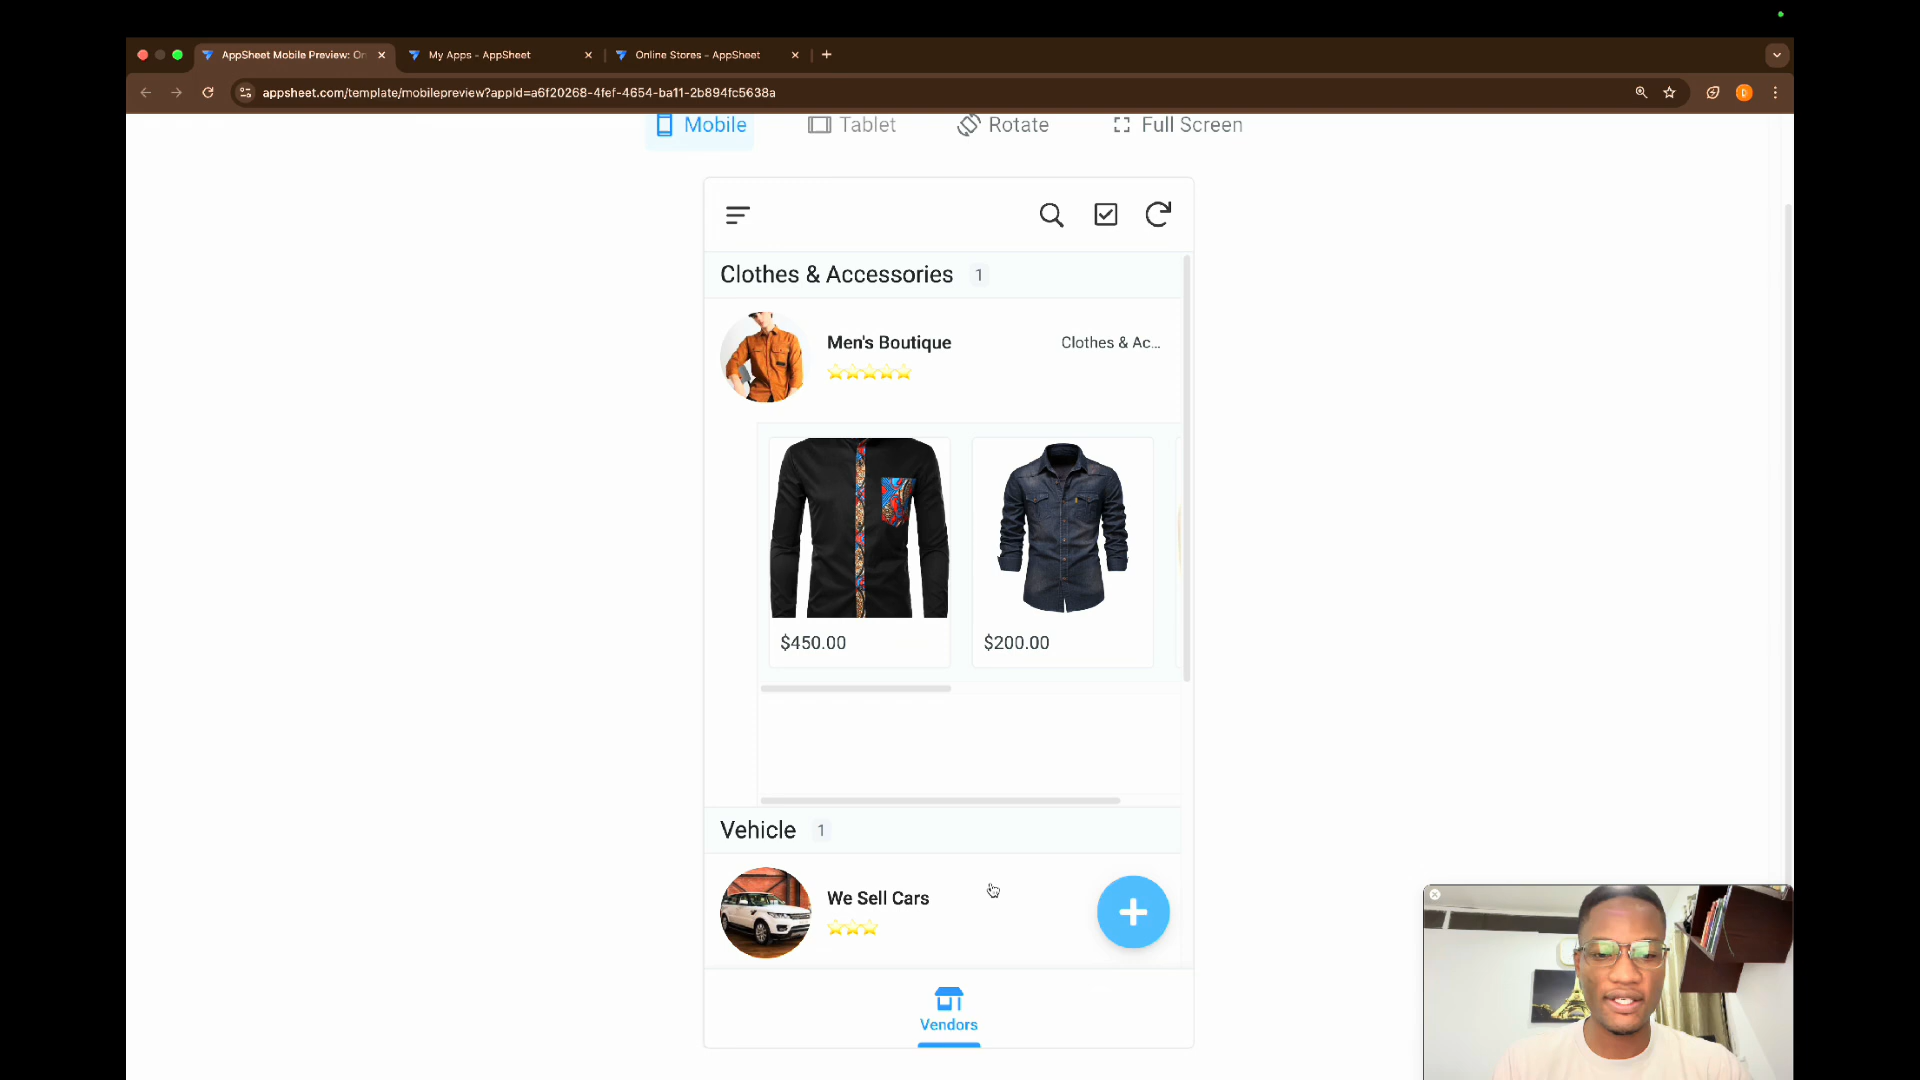 AppSheet Mobile Preview: On
My Apps - AppSheet
Online Stores - AppSheet
appsheet.com/template/mobilepreview?appId=a6f20268-4fef-4654-ba11-2b894fc5638a
D
Mobile
Tablet
Rotate
Full Screen
Clothes & Accessories 1
Men's Boutique
Clothes & Ac...
$450.00
$200.00
Vehicle 1
We Sell Cars
Vendors